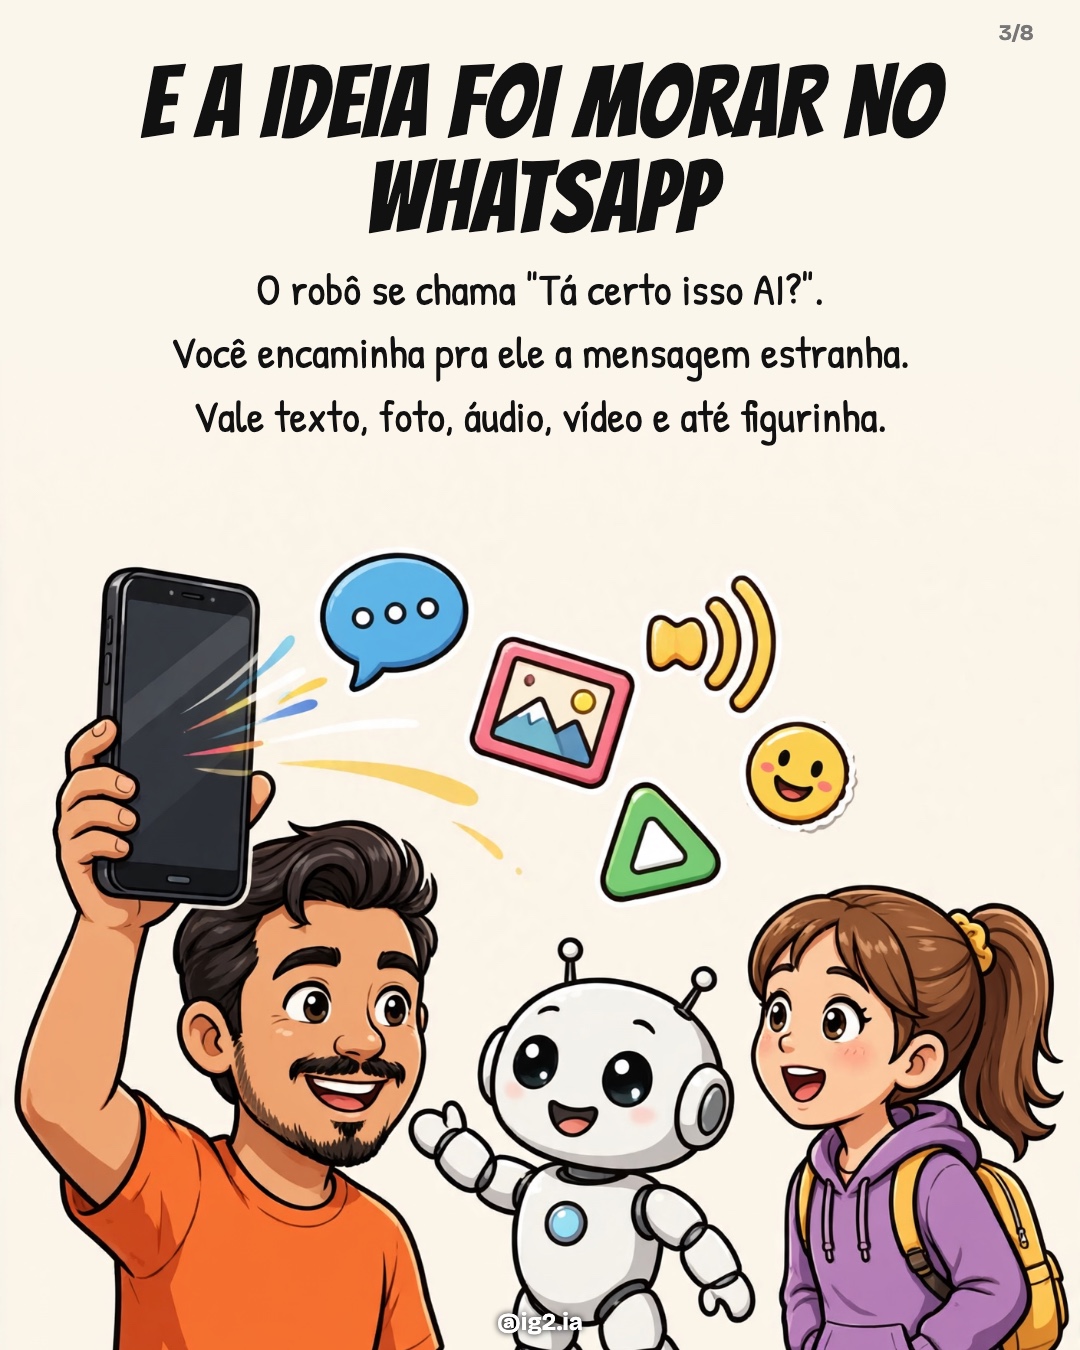 3/8
E A IDEIA FOI MORAR NO
WHATSAPP
O robô se chama "Tá certo isso AI?".
Você encaminha pra ele a mensagem estranha.
Vale texto, foto, áudio, vídeo e até figurinha.
@ig2.ia